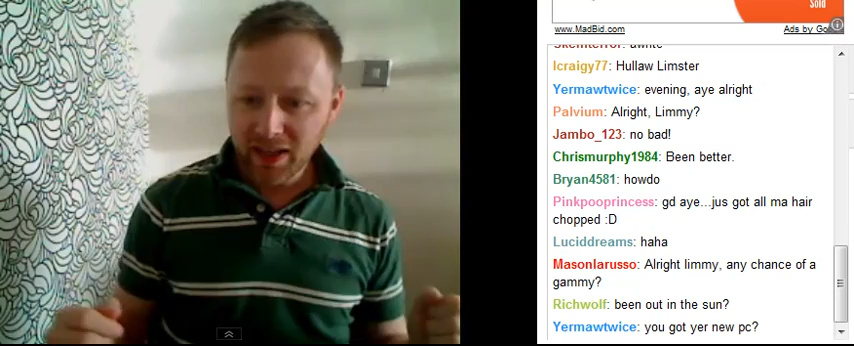 Sold
www.MadBid.com
Ads by Goo
awrite
Icraigy77: Hullaw Limster
Yermawtwice: evening, aye alright
Palvium: Alright, Limmy?
Jambo_123: no bad!
Chrismurphy1984: Been better.
Bryan4581: howdo
Pinkpooprincess: gd aye...jus got all ma hair
chopped :D
Luciddreams: haha
Masonlarusso: Alright limmy, any chance of a
gammy?
Richwolf: been out in the sun?
Yermawtwice: you got yer new pc?